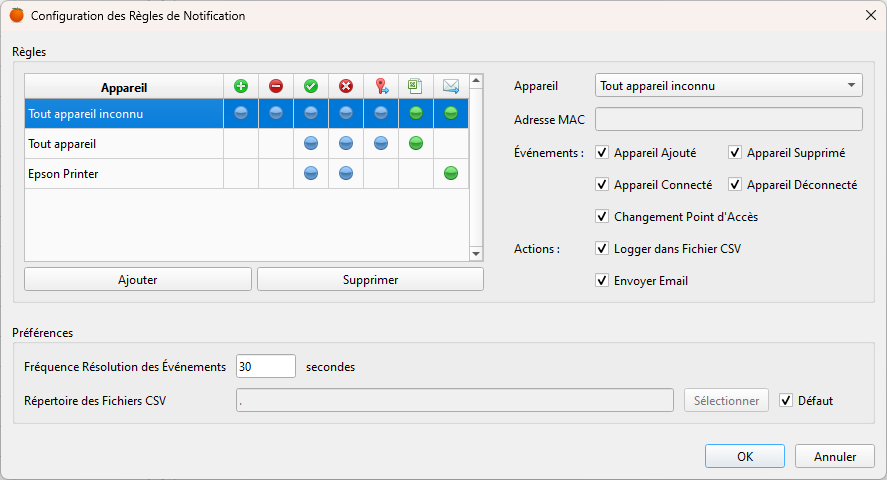 Configuration des Règles de Notification
Règles
Appareil
Tout appareil inconnu
Tout appareil
Epson Printer
Ajouter Supprimer
Appareil Tout appareil inconnu
Adresse MAC
Événements : Appareil Ajouté Appareil Supprimé
Appareil Connecté Appareil Déconnecté
Changement Point d'Accès
Actions : Logger dans Fichier CSV
Envoyer Email
Préférences
Fréquence Résolution des Événements 30 secondes
Répertoire des Fichiers CSV . Sélectionner Défaut
OK Annuler